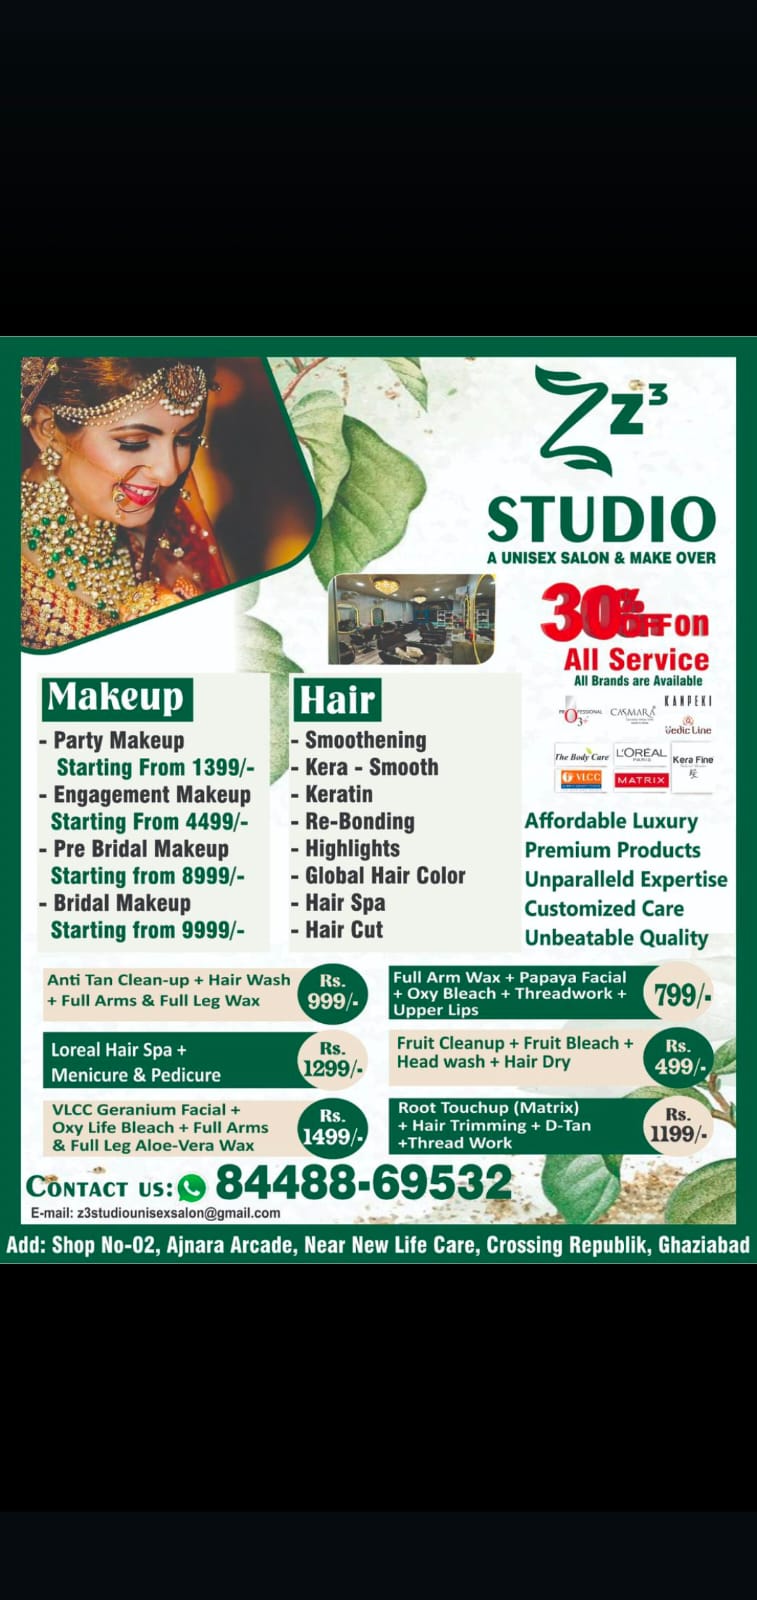 Zz³
STUDIO
A UNISEX SALON & MAKE OVER
30% OFF on
All Service
All Brands are Available
PROFESSIONAL
O3+
CASMARA
KANPEKI
Vedic Line
The Body Care
L'ORÉAL
PARIS
Kera Fine
VLCC
MATRIX
Makeup
- Party Makeup
Starting From 1399/-
- Engagement Makeup
Starting From 4499/-
- Pre Bridal Makeup
Starting from 8999/-
- Bridal Makeup
Starting from 9999/-
Hair
- Smoothening
- Kera - Smooth
- Keratin
- Re-Bonding
- Highlights
- Global Hair Color
- Hair Spa
- Hair Cut
Affordable Luxury
Premium Products
Unparalleld Expertise
Customized Care
Unbeatable Quality
Anti Tan Clean-up + Hair Wash
+ Full Arms & Full Leg Wax
Rs.
999/-
Full Arm Wax + Papaya Facial
+ Oxy Bleach + Threadwork +
Upper Lips
799/-
Loreal Hair Spa +
Menicure & Pedicure
Rs.
1299/-
Fruit Cleanup + Fruit Bleach +
Head wash + Hair Dry
Rs.
499/-
VLCC Geranium Facial +
Oxy Life Bleach + Full Arms
& Full Leg Aloe-Vera Wax
Rs.
1499/-
Root Touchup (Matrix)
+ Hair Trimming + D-Tan
+Thread Work
Rs.
1199/-
CONTACT US: 84488-69532
E-mail: z3studiounisexsalon@gmail.com
Add: Shop No-02, Ajnara Arcade, Near New Life Care, Crossing Republik, Ghaziabad